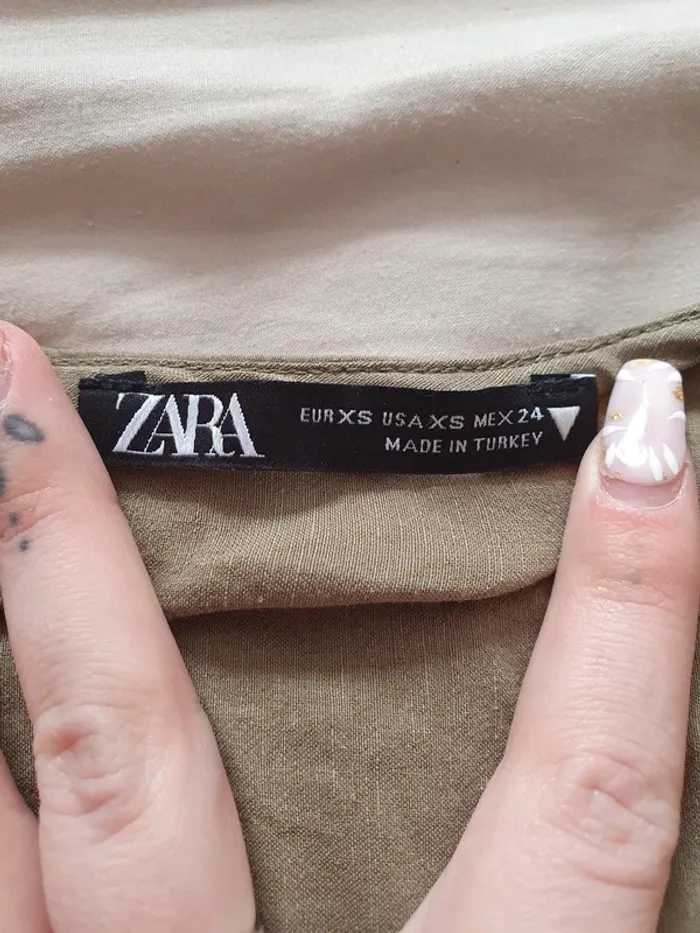 ZARA
EUR XS USA XS MEX 24
MADE IN TURKEY